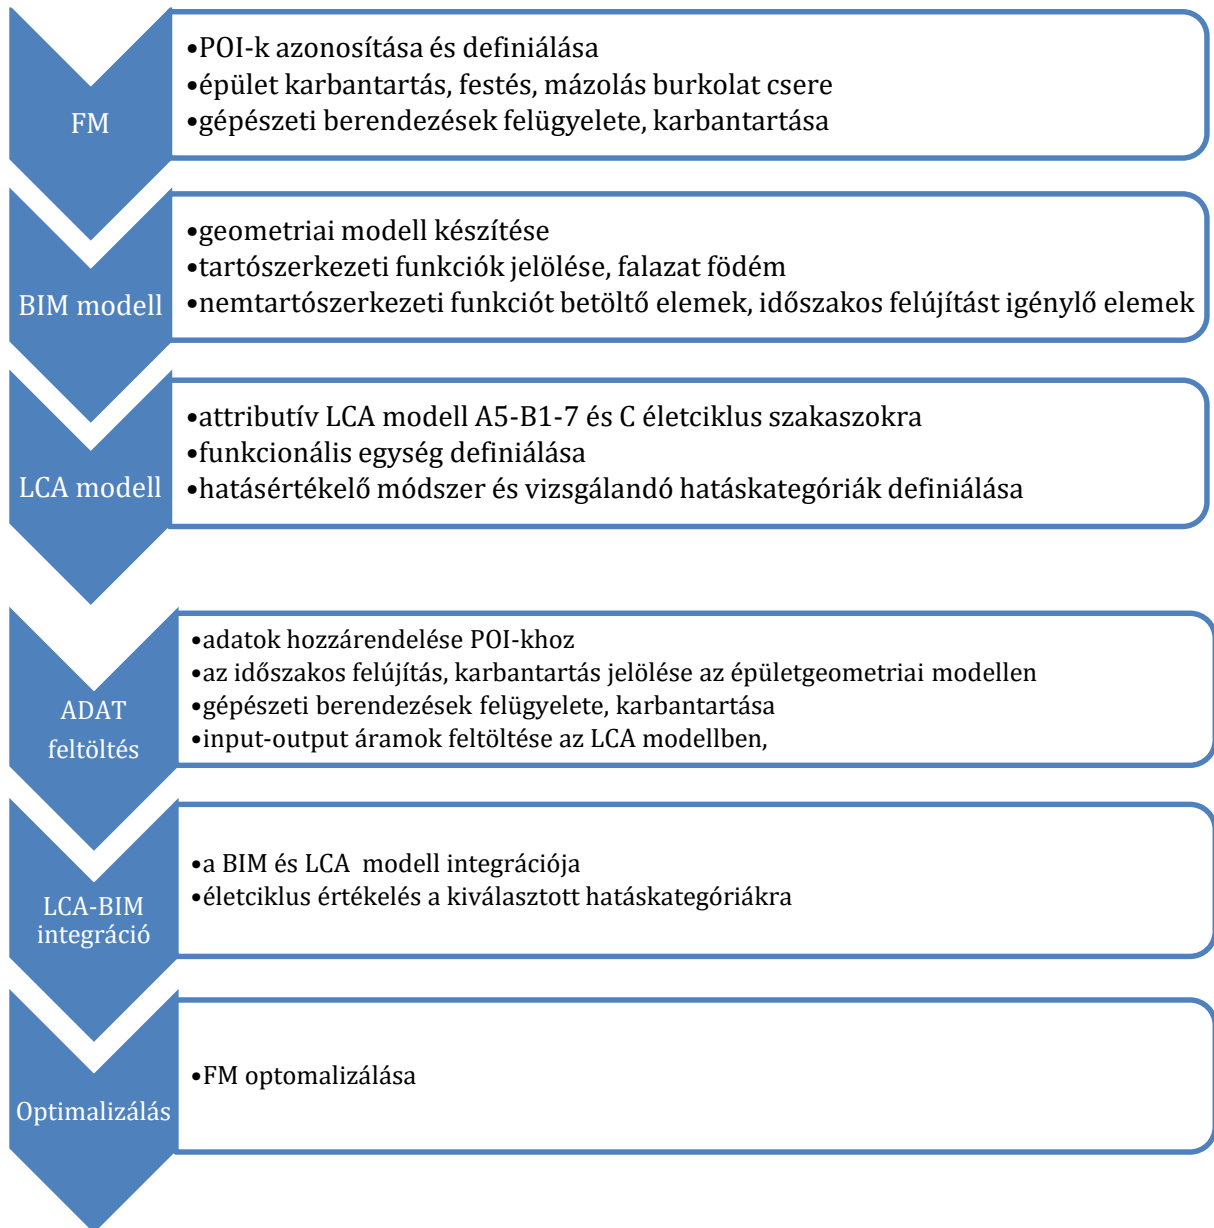 FM
•POI-k azonosítása és definiálása
•épület karbantartás, festés, mázolás burkolat csere
•gépészeti berendezések felügyelete, karbantartása
BIM modell
•geometriai modell készítése
•tartószerkezeti funkciók jelölése, falazat födém
•nemtartószerkezeti funkciót betöltő elemek, időszakos felújítást igénylő elemek
LCA modell
•attributív LCA modell A5-B1-7 és C életciklus szakaszokra
•funkcionális egység definiálása
•hatásértékelő módszer és vizsgálandó hatáskategóriák definiálása
ADAT
feltöltés
•adatok hozzárendelése POI-khoz
•az időszakos felújítás, karbantartás jelölése az épületgeometriai modellen
•gépészeti berendezések felügyelete, karbantartása
•input-output áramok feltöltése az LCA modellben,
LCA-BIM
integráció
•a BIM és LCA  modell integrációja
•életciklus értékelés a kiválasztott hatáskategóriákra
Optimalizálás
•FM optomalizálása